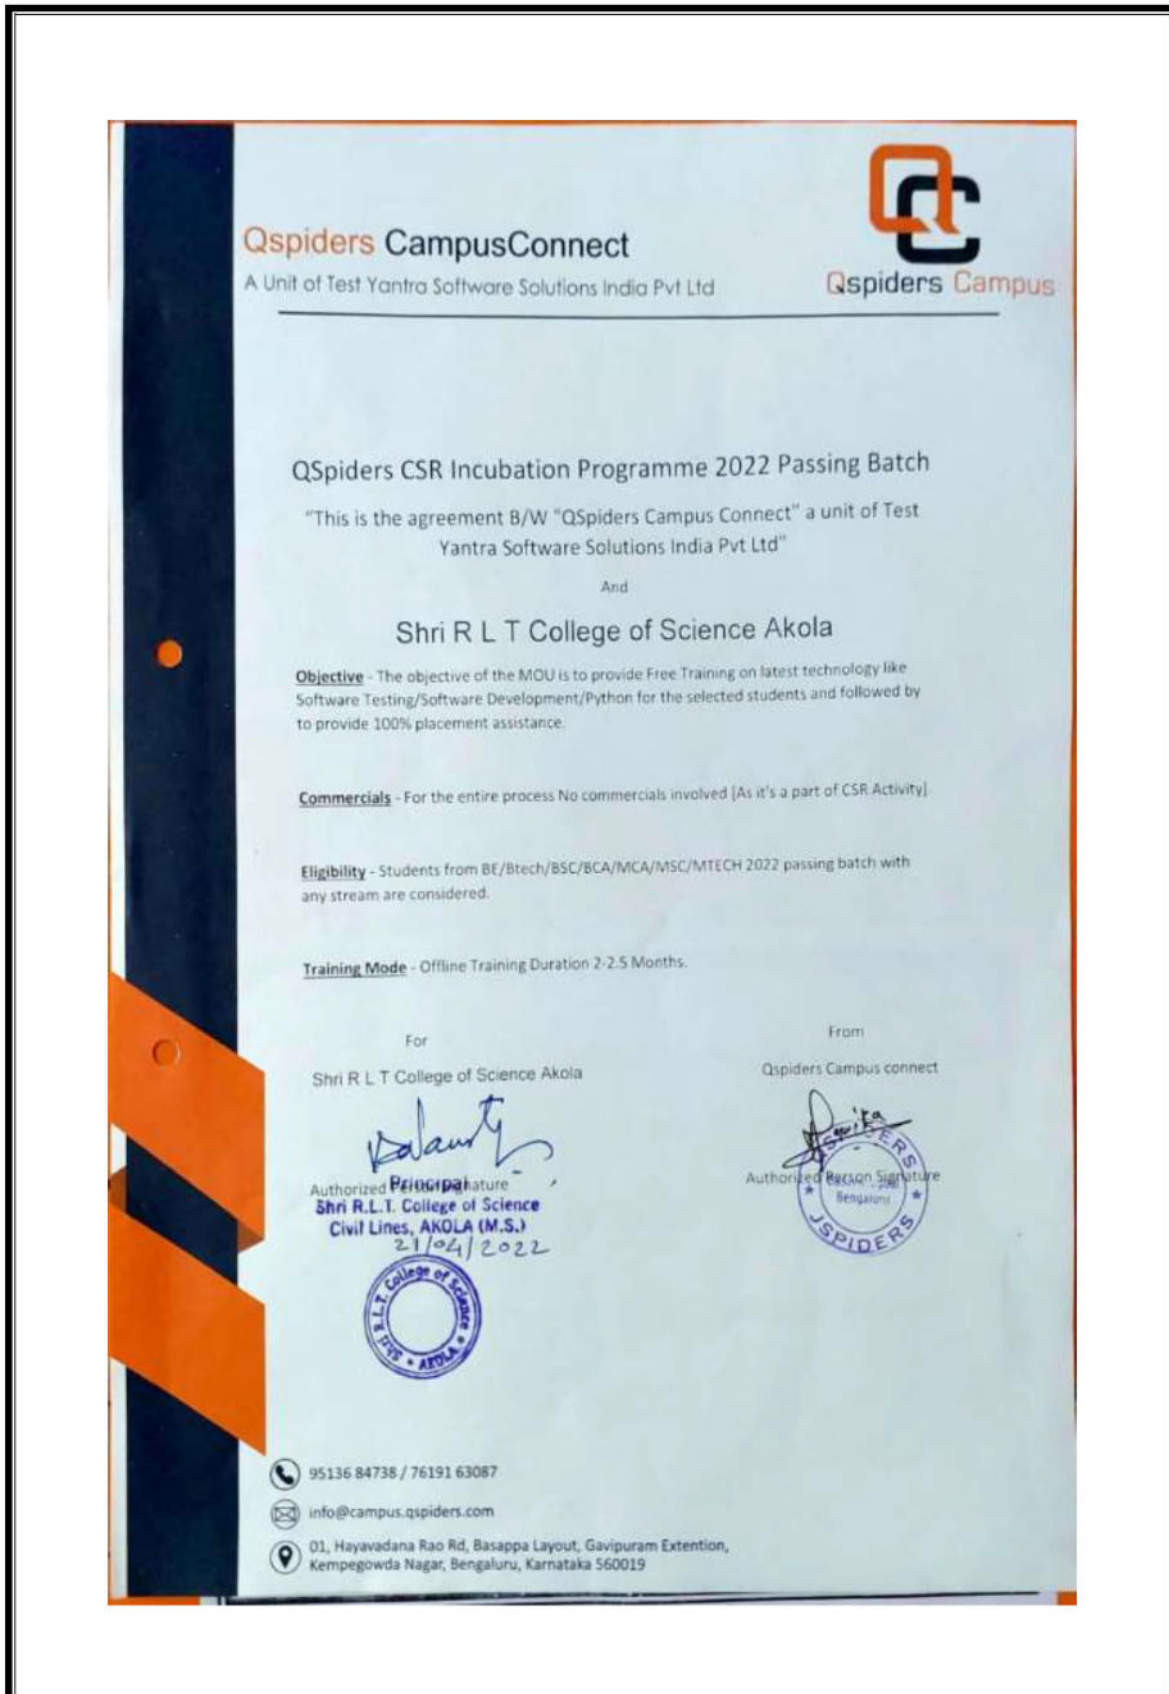 Qspiders CampusConnect
A Unit of Test Yantra Software Solutions India Pvt Ltd
QC
Qspiders Campus
QSpiders CSR Incubation Programme 2022 Passing Batch
"This is the agreement B/W "QSpiders Campus Connect" a unit of Test
Yantra Software Solutions India Pvt Ltd"
And
Shri R L T College of Science Akola
Objective - The objective of the MOU is to provide Free Training on latest technology like
Software Testing/Software Development/Python for the selected students and followed by
to provide 100% placement assistance.
Commercials - For the entire process No commercials involved [As it's a part of CSR Activity]
Eligibility - Students from BE/Btech/BSC/BCA/MCA/MSC/MTECH 2022 passing batch with
any stream are considered.
Training Mode - Offline Training Duration 2-2.5 Months.
For
Shri R L T College of Science Akola
Authorized
Principal
Shri R.L.T. College of Science
Civil Lines, AKOLA (M.S.)
21/04/2022
Shri R.L.T. College of Science
AKOLA
From
Qspiders Campus connect
Authorized Person Signature
Bengaluru
JSPIDERS
95136 84738 / 76191 63087
info@campus.qspiders.com
01, Hayavadana Rao Rd, Basappa Layout, Gavipuram Extention,
Kempegowda Nagar, Bengaluru, Karnataka 560019